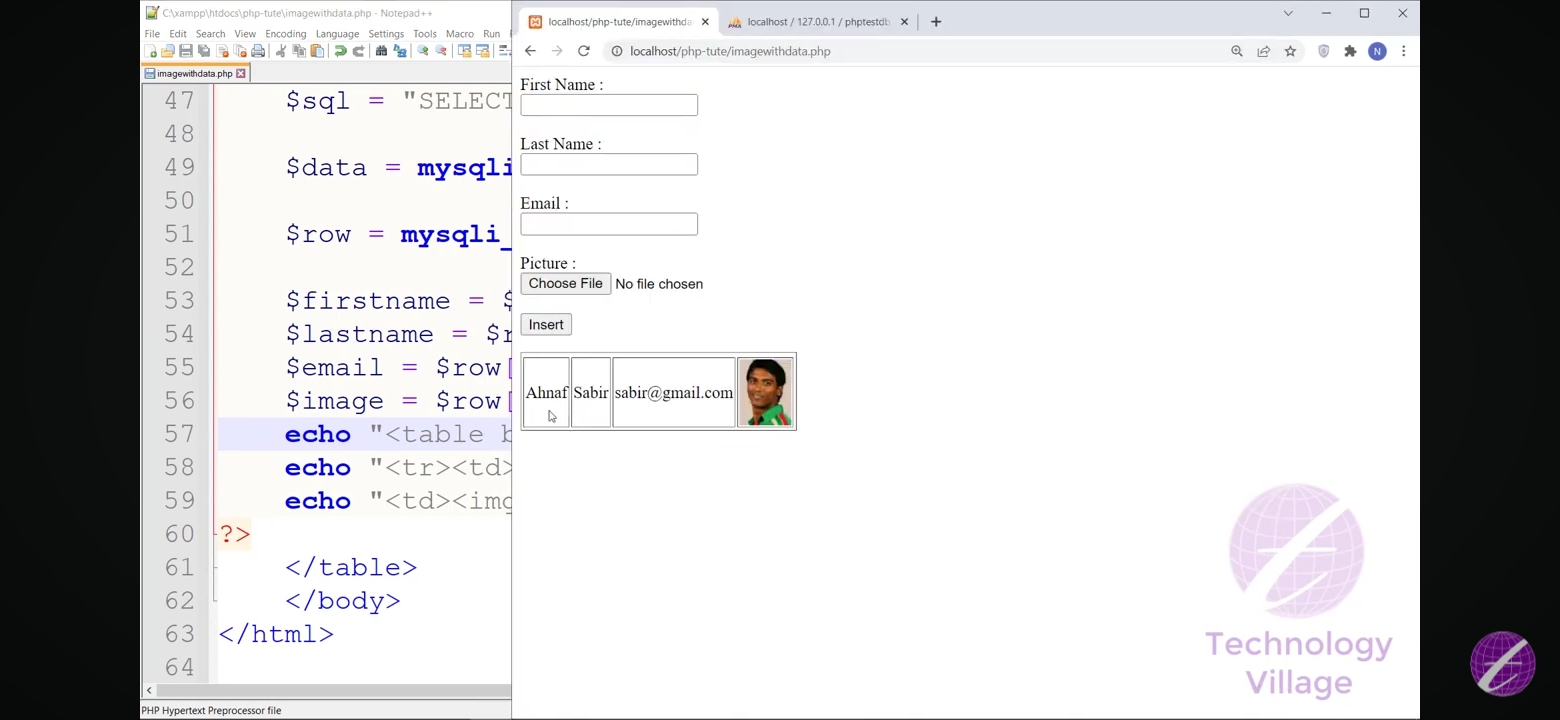 C:\xampp\htdocs\php-tute\imagewithdata.php - Notepad++
File Edit Search View Encoding Language Settings Tools Macro Run
imagewithdata.php
47 $sql = "SELECT
48
49 $data = mysqli
50
51 $row = mysqli_
52
53 $firstname = $
54 $lastname = $r
55 $email = $row[
56 $image = $row[
57 echo "<table b
58 echo "<tr><td>
59 echo "<td><img
60 ?>
61 </table>
62 </body>
63 </html>
64
PHP Hypertext Preprocessor file
localhost/php-tute/imagewithdata
localhost / 127.0.0.1 / phptestdb
localhost/php-tute/imagewithdata.php
N
First Name :
Last Name :
Email :
Picture :
Choose File No file chosen
Insert
Ahnaf Sabir sabir@gmail.com
Technology
Village